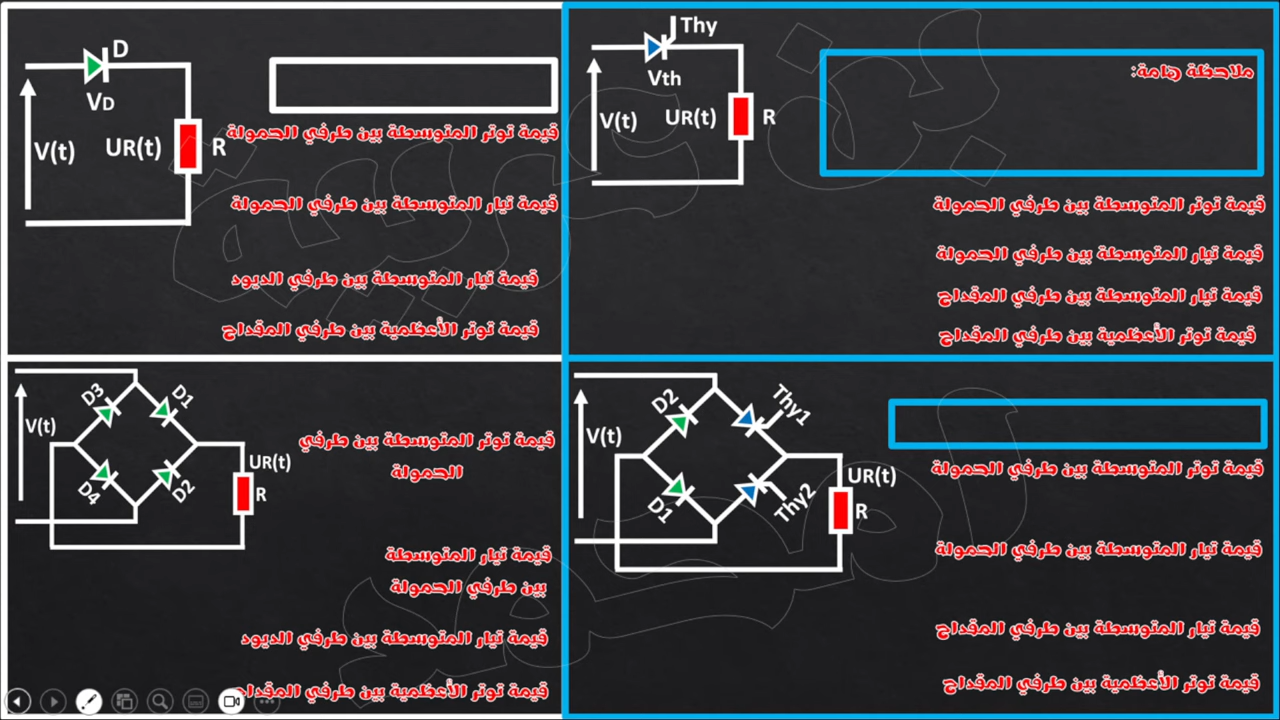 D
VD
V(t)
UR(t)
R
قيمة توتر المتوسطة بين طرفي الحمولة
قيمة تيار المتوسطة بين طرفي الحمولة
قيمة تيار المتوسطة بين طرفي الديود
قيمة توتر الأعظمية بين طرفي المقداح
Thy
Vth
V(t)
UR(t)
R
ملاحظة هامة:
قيمة توتر المتوسطة بين طرفي الحمولة
قيمة تيار المتوسطة بين طرفي الحمولة
قيمة تيار المتوسطة بين طرفي المقداح
قيمة توتر الأعظمية بين طرفي المقداح
D3
D1
V(t)
D4
D2
UR(t)
R
قيمة توتر المتوسطة بين طرفي
الحمولة
قيمة تيار المتوسطة
بين طرفي الحمولة
قيمة تيار المتوسطة بين طرفي الديود
قيمة توتر الأعظمية بين طرفي المقداح
D2
Thy1
V(t)
D1
Thy2
UR(t)
R
قيمة توتر المتوسطة بين طرفي الحمولة
قيمة تيار المتوسطة بين طرفي الحمولة
قيمة تيار المتوسطة بين طرفي المقداح
قيمة توتر الأعظمية بين طرفي المقداح